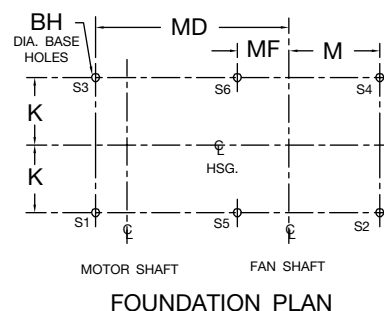 BH
DIA. BASE
HOLES
MD
MF
M
S3
S6
S4
K
℄
HSG.
K
S1
S5
S2
℄
℄
MOTOR SHAFT
FAN SHAFT
FOUNDATION PLAN